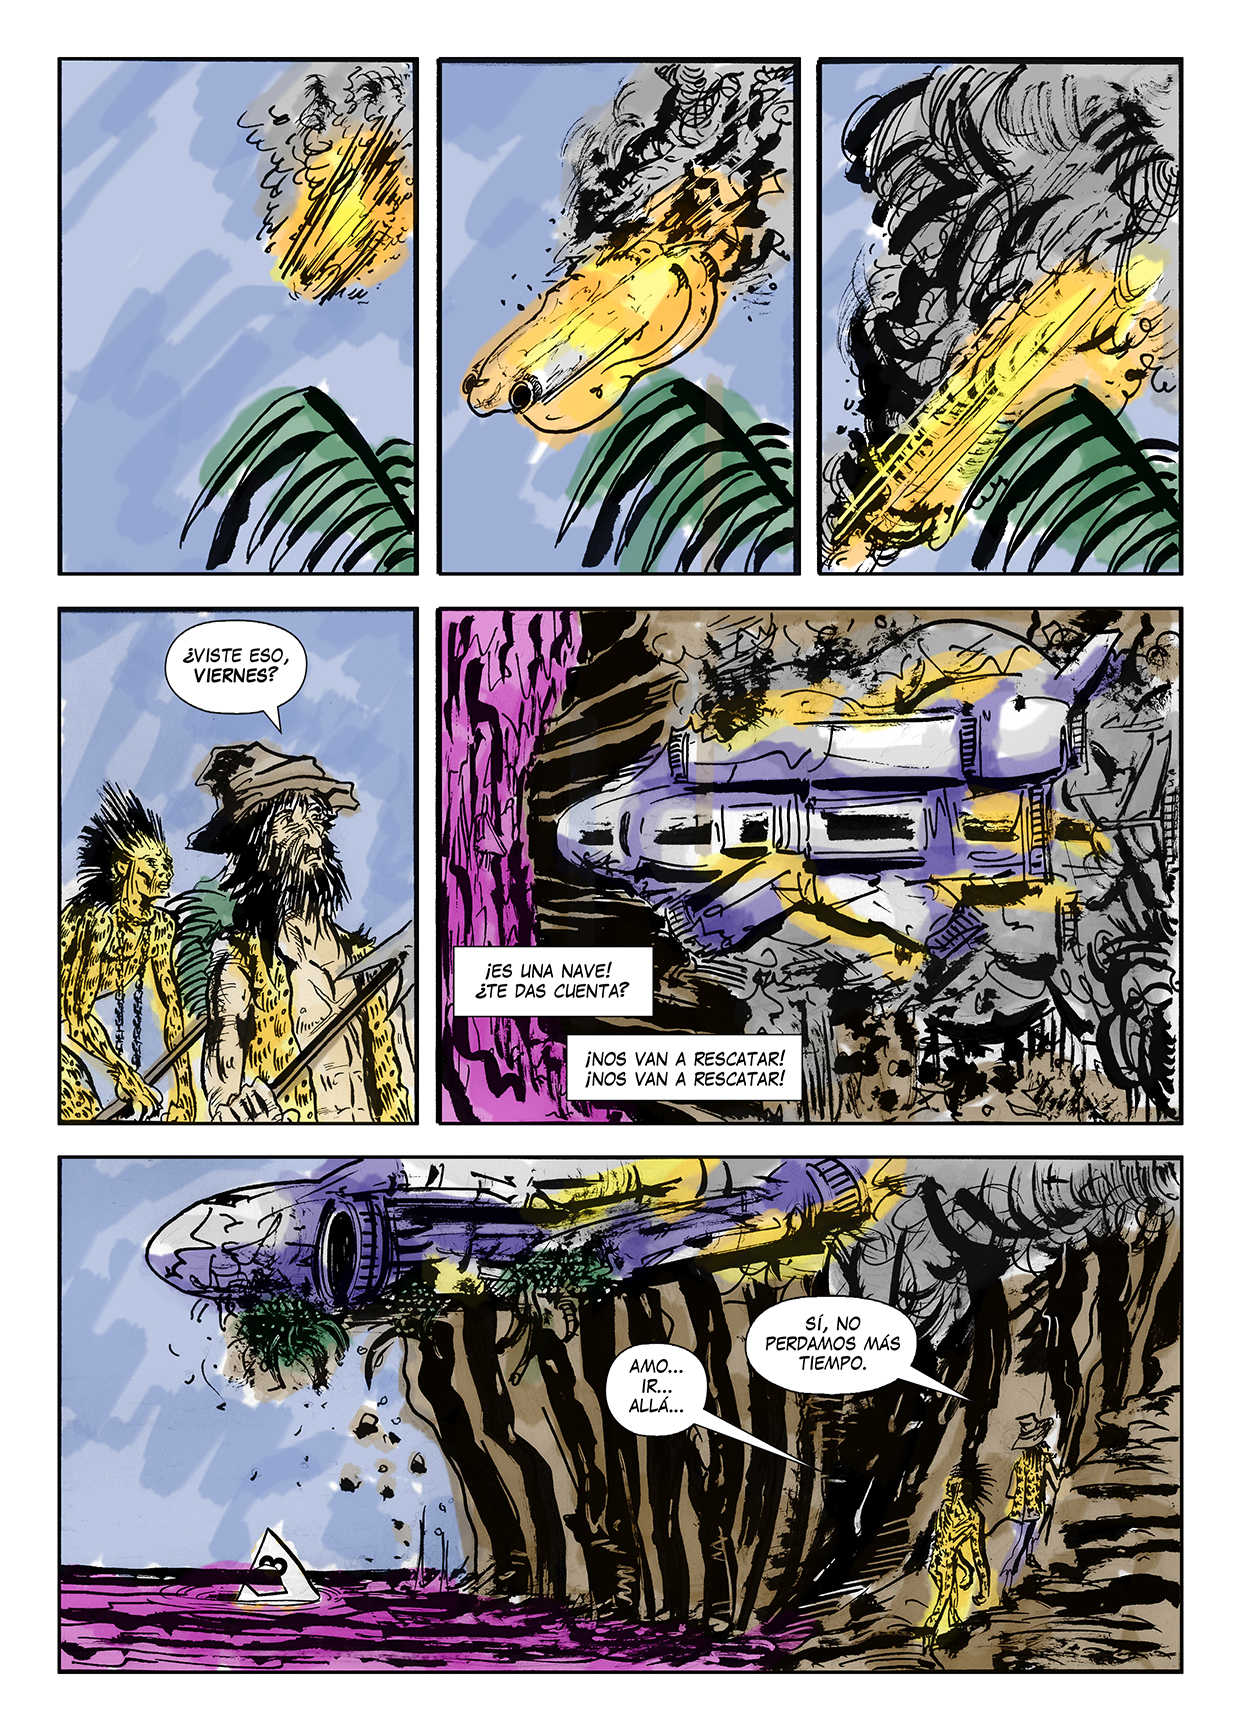 ¿VISTE ESO,
VIERNES?
¡ES UNA NAVE!
¿TE DAS CUENTA?
¡NOS VAN A RESCATAR!
¡NOS VAN A RESCATAR!
AMO...
IR...
ALLÁ...
SÍ, NO
PERDAMOS MÁS
TIEMPO.